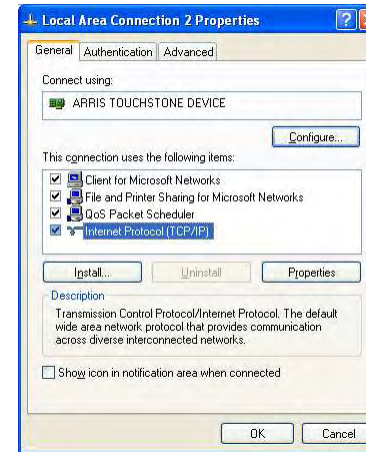 Local Area Connection 2 Properties
General Authentication Advanced
Connect using:
ARRIS TOUCHSTONE DEVICE
Configure...
This connection uses the following items:
Client for Microsoft Networks
File and Printer Sharing for Microsoft Networks
QoS Packet Scheduler
Internet Protocol (TCP/IP)
Install... Uninstall Properties
Description
Transmission Control Protocol/Internet Protocol. The default
wide area network protocol that provides communication
across diverse interconnected networks.
Show icon in notification area when connected
OK Cancel